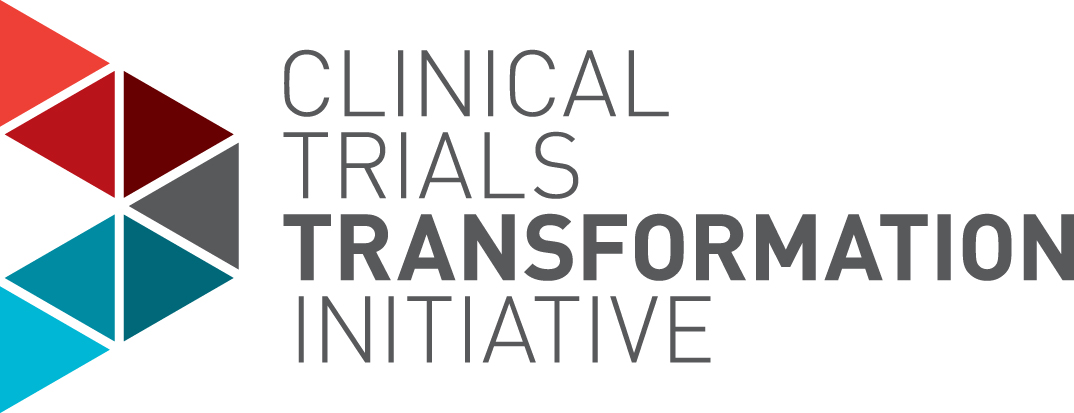 CLINICAL
TRIALS
TRANSFORMATION
INITIATIVE